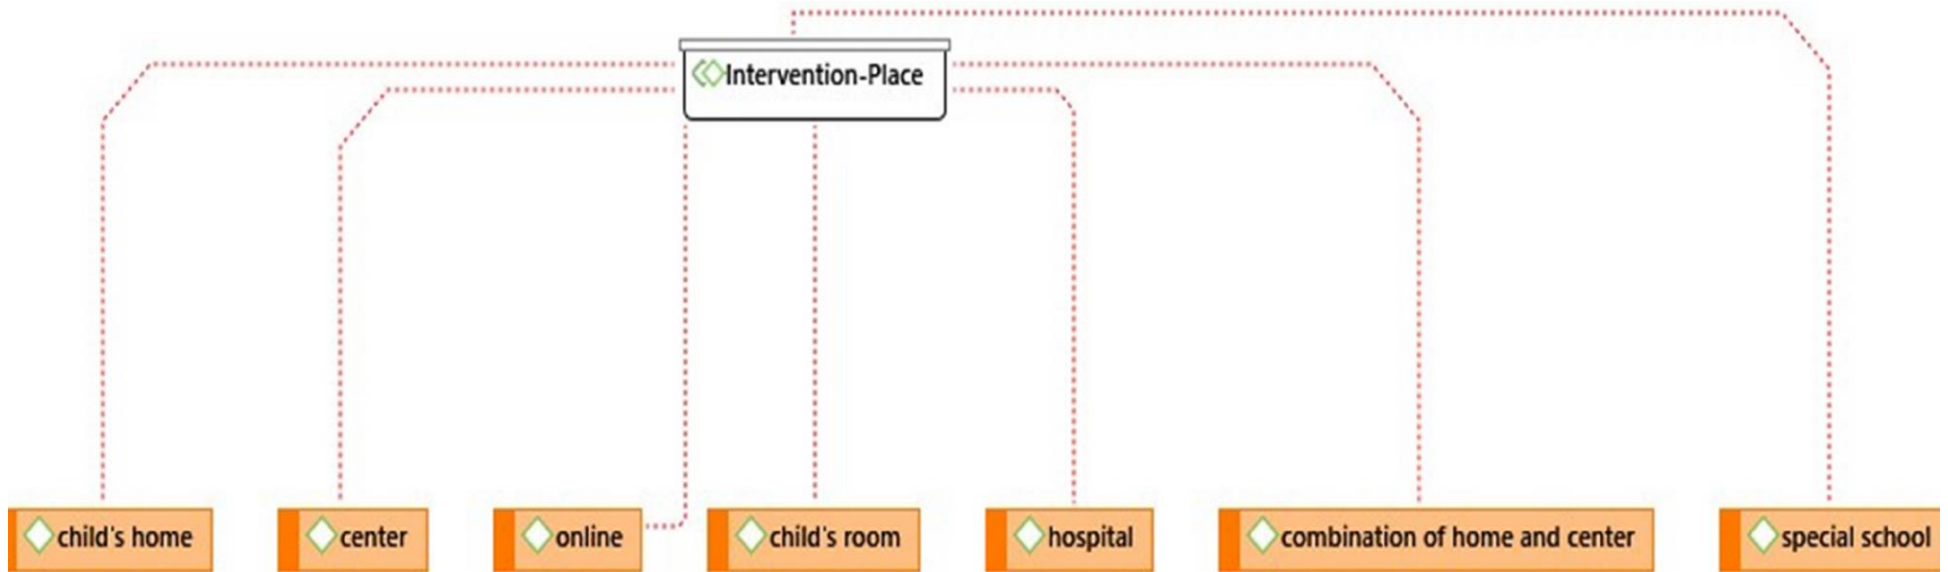 Intervention-Place
child's home
center
online
child's room
hospital
combination of home and center
special school